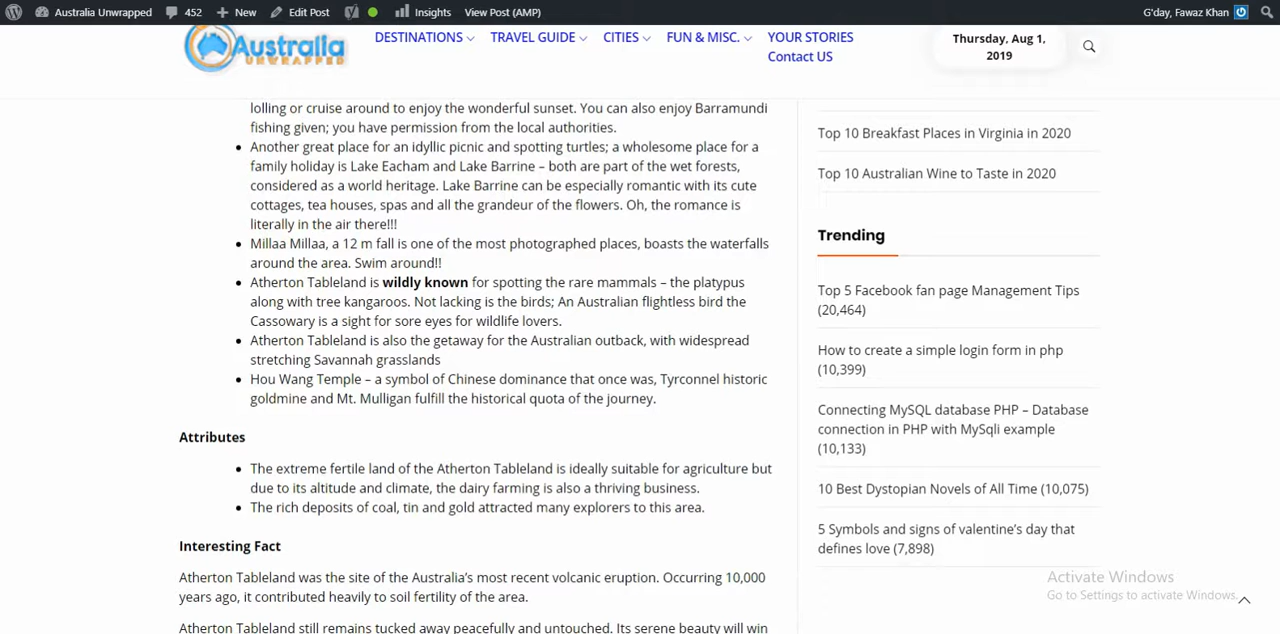 Australia Unwrapped 452 + New Edit Post Insights View Post (AMP) G'day, Fawaz Khan
Australia
UNWRAPPED
DESTINATIONS TRAVEL GUIDE CITIES FUN & MISC. YOUR STORIES
Contact US
Thursday, Aug 1,
2019
lolling or cruise around to enjoy the wonderful sunset. You can also enjoy Barramundi
fishing given; you have permission from the local authorities.
Another great place for an idyllic picnic and spotting turtles; a wholesome place for a
family holiday is Lake Eacham and Lake Barrine – both are part of the wet forests,
considered as a world heritage. Lake Barrine can be especially romantic with its cute
cottages, tea houses, spas and all the grandeur of the flowers. Oh, the romance is
literally in the air there!!!
Millaa Millaa, a 12 m fall is one of the most photographed places, boasts the waterfalls
around the area. Swim around!!
Atherton Tableland is wildly known for spotting the rare mammals – the platypus
along with tree kangaroos. Not lacking is the birds; An Australian flightless bird the
Cassowary is a sight for sore eyes for wildlife lovers.
Atherton Tableland is also the getaway for the Australian outback, with widespread
stretching Savannah grasslands
Hou Wang Temple – a symbol of Chinese dominance that once was, Tyrconnel historic
goldmine and Mt. Mulligan fulfill the historical quota of the journey.
Attributes
The extreme fertile land of the Atherton Tableland is ideally suitable for agriculture but
due to its altitude and climate, the dairy farming is also a thriving business.
The rich deposits of coal, tin and gold attracted many explorers to this area.
Interesting Fact
Atherton Tableland was the site of the Australia's most recent volcanic eruption. Occurring 10,000
years ago, it contributed heavily to soil fertility of the area.
Atherton Tableland still remains tucked away peacefully and untouched. Its serene beauty will win
Top 10 Breakfast Places in Virginia in 2020
Top 10 Australian Wine to Taste in 2020
Trending
Top 5 Facebook fan page Management Tips
(20,464)
How to create a simple login form in php
(10,399)
Connecting MySQL database PHP – Database
connection in PHP with MySqli example
(10,133)
10 Best Dystopian Novels of All Time (10,075)
5 Symbols and signs of valentine's day that
defines love (7,898)
Activate Windows
Go to Settings to activate Windows.